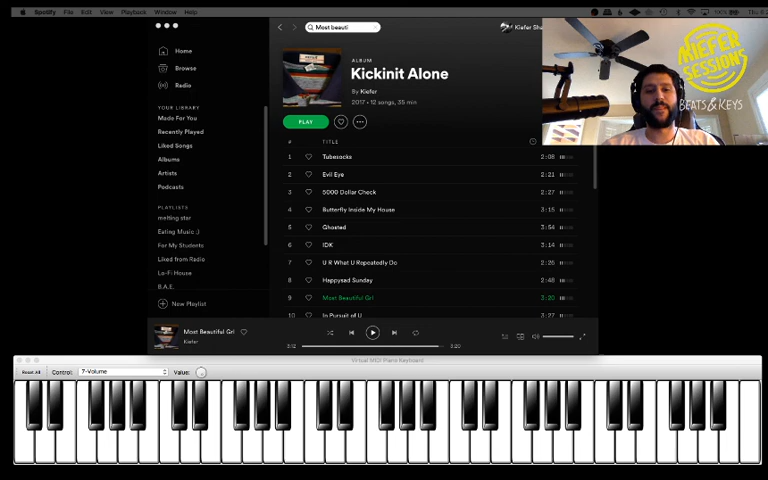 Spotify File Edit View Playback Window Help
Most beauti
Kiefer Sha
Home
Browse
Radio
YOUR LIBRARY
Made For You
Recently Played
Liked Songs
Albums
Artists
Podcasts
PLAYLISTS
melting star
Eating Music :)
For My Students
Liked from Radio
Lo-Fi House
B.A.E.
New Playlist
ALBUM
Kickinit Alone
By Kiefer
2017 • 12 songs, 35 min
PLAY
# TITLE
1 Tubesocks 2:08
2 Evil Eye 2:21
3 5000 Dollar Check 2:27
4 Butterfly Inside My House 3:15
5 Ghosted 3:54
6 IDK 3:14
7 U R What U Repeatedly Do 2:26
8 Happysad Sunday 2:48
9 Most Beautiful Grl 3:20
10 In Pursuit of U 3:27
KIEFER
SESSIONS
BEATS&KEYS
Most Beautiful Grl
Kiefer
3:12 3:20
Virtual MIDI Piano Keyboard
Reset All Control: 7-Volume Value: